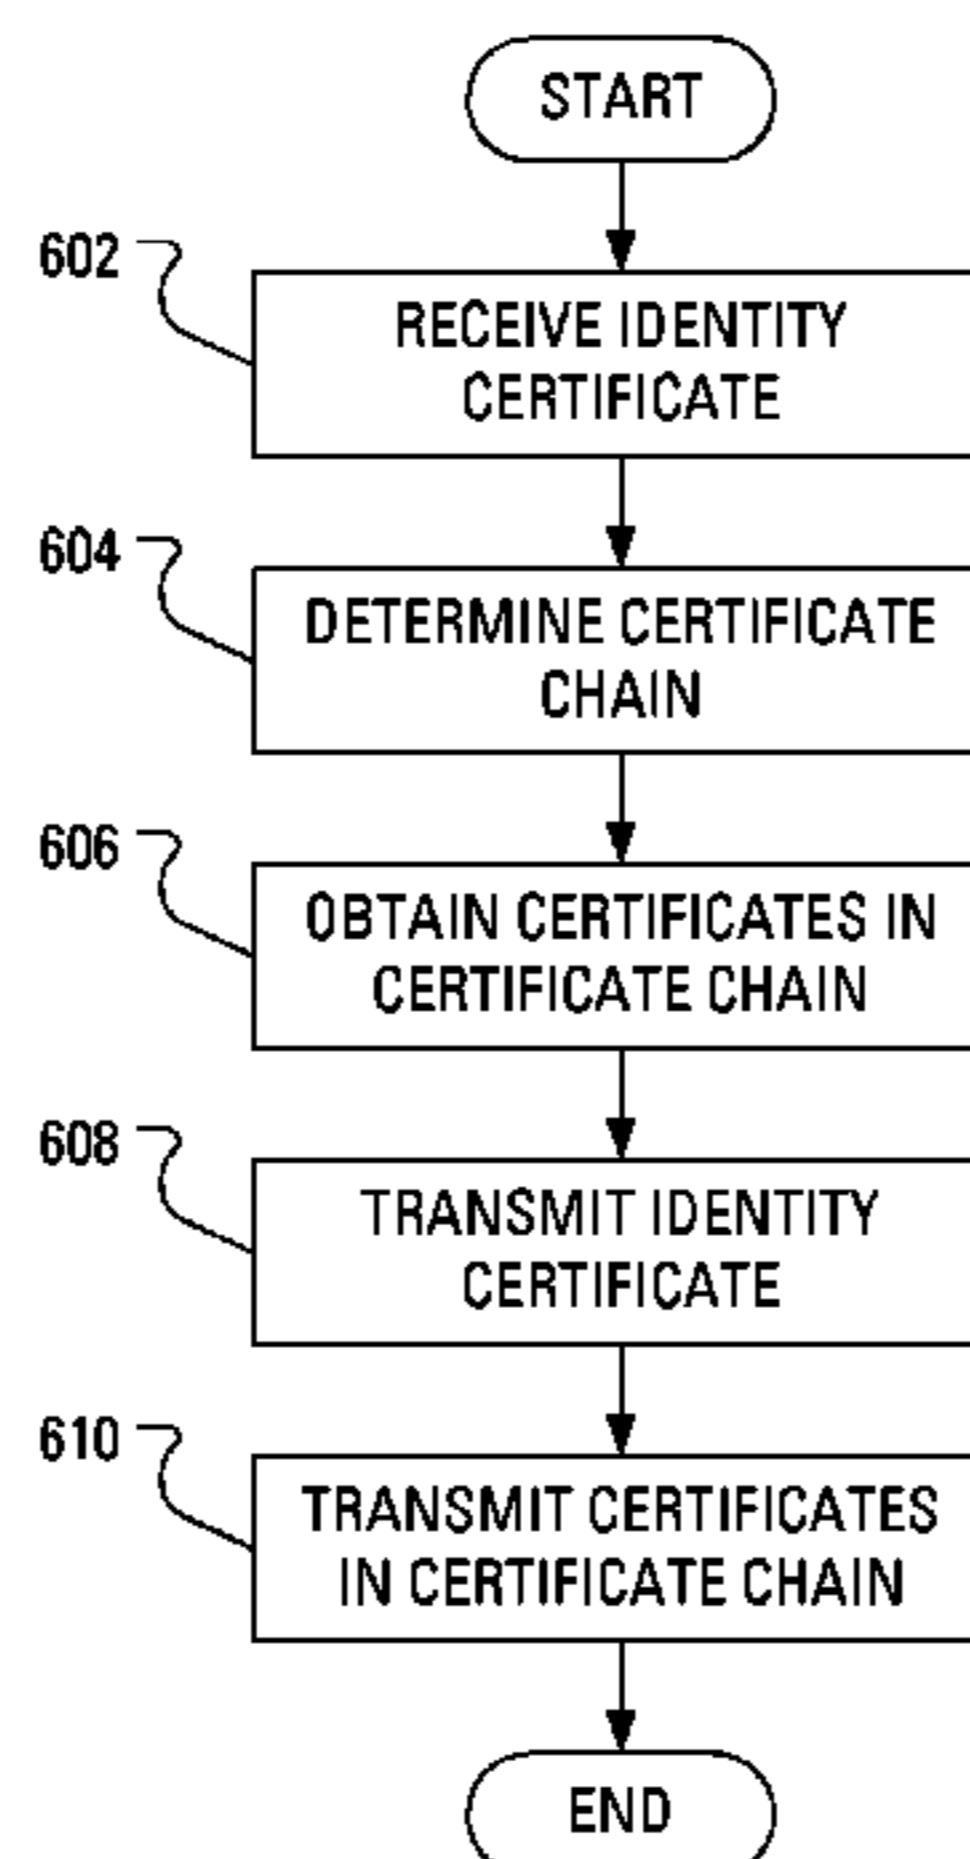 START
602
RECEIVE IDENTITY
CERTIFICATE
604
DETERMINE CERTIFICATE
CHAIN
606
OBTAIN CERTIFICATES IN
CERTIFICATE CHAIN
608
TRANSMIT IDENTITY
CERTIFICATE
610
TRANSMIT CERTIFICATES
IN CERTIFICATE CHAIN
END